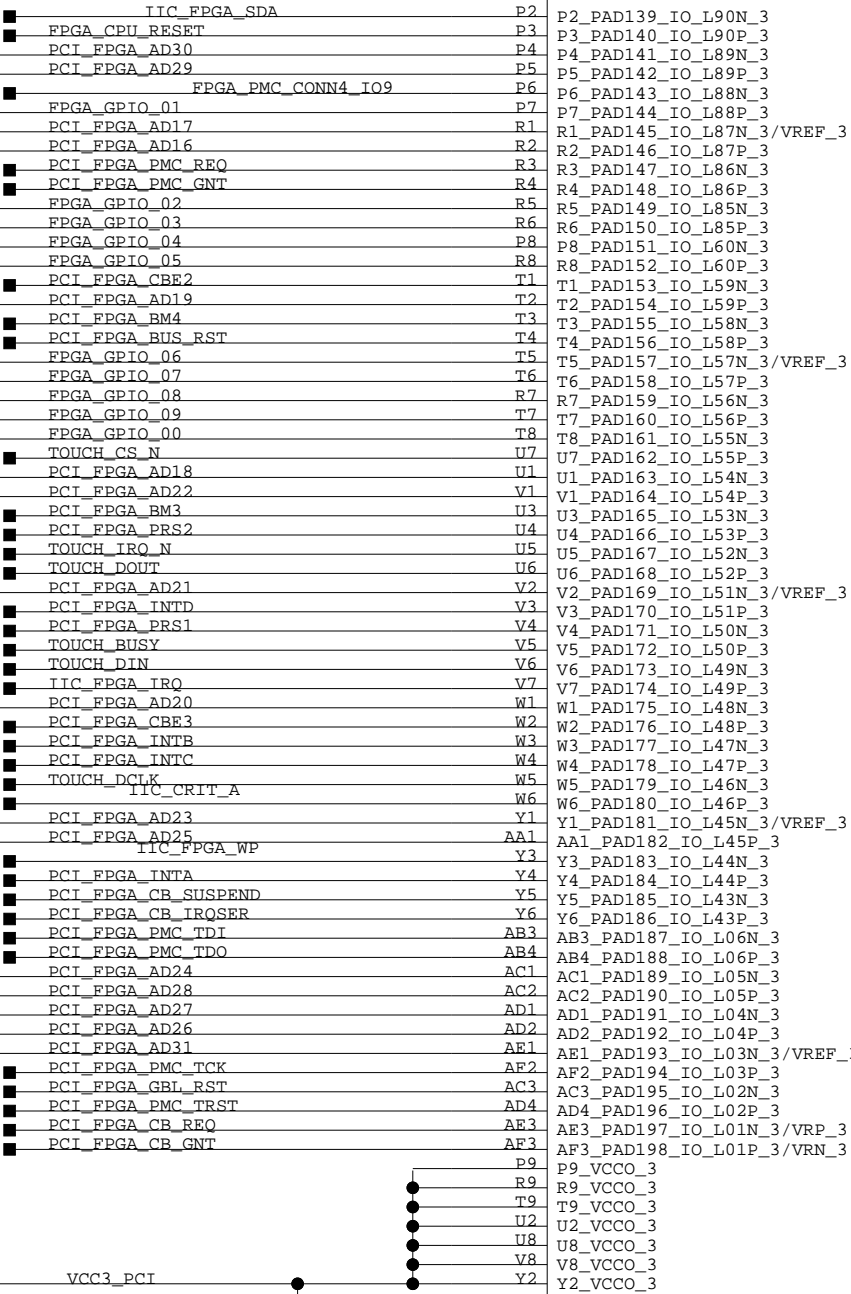 IIC_FPGA_SDA P2 P2_PAD139_IO_L90N_3
FPGA_CPU_RESET P3 P3_PAD140_IO_L90P_3
PCI_FPGA_AD30 P4 P4_PAD141_IO_L89N_3
PCI_FPGA_AD29 P5 P5_PAD142_IO_L89P_3
FPGA_PMC_CONN4_IO9 P6 P6_PAD143_IO_L88N_3
FPGA_GPIO_01 P7 P7_PAD144_IO_L88P_3
PCI_FPGA_AD17 R1 R1_PAD145_IO_L87N_3/VREF_3
PCI_FPGA_AD16 R2 R2_PAD146_IO_L87P_3
PCI_FPGA_PMC_REQ R3 R3_PAD147_IO_L86N_3
PCI_FPGA_PMC_GNT R4 R4_PAD148_IO_L86P_3
FPGA_GPIO_02 R5 R5_PAD149_IO_L85N_3
FPGA_GPIO_03 R6 R6_PAD150_IO_L85P_3
FPGA_GPIO_04 P8 P8_PAD151_IO_L60N_3
FPGA_GPIO_05 R8 R8_PAD152_IO_L60P_3
PCI_FPGA_CBE2 T1 T1_PAD153_IO_L59N_3
PCI_FPGA_AD19 T2 T2_PAD154_IO_L59P_3
PCI_FPGA_BM4 T3 T3_PAD155_IO_L58N_3
PCI_FPGA_BUS_RST T4 T4_PAD156_IO_L58P_3
FPGA_GPIO_06 T5 T5_PAD157_IO_L57N_3/VREF_3
FPGA_GPIO_07 T6 T6_PAD158_IO_L57P_3
FPGA_GPIO_08 R7 R7_PAD159_IO_L56N_3
FPGA_GPIO_09 T7 T7_PAD160_IO_L56P_3
FPGA_GPIO_00 T8 T8_PAD161_IO_L55N_3
TOUCH_CS_N U7 U7_PAD162_IO_L55P_3
PCI_FPGA_AD18 U1 U1_PAD163_IO_L54N_3
PCI_FPGA_AD22 V1 V1_PAD164_IO_L54P_3
PCI_FPGA_BM3 U3 U3_PAD165_IO_L53N_3
PCI_FPGA_PRS2 U4 U4_PAD166_IO_L53P_3
TOUCH_IRQ_N U5 U5_PAD167_IO_L52N_3
TOUCH_DOUT U6 U6_PAD168_IO_L52P_3
PCI_FPGA_AD21 V2 V2_PAD169_IO_L51N_3/VREF_3
PCI_FPGA_INTD V3 V3_PAD170_IO_L51P_3
PCI_FPGA_PRS1 V4 V4_PAD171_IO_L50N_3
TOUCH_BUSY V5 V5_PAD172_IO_L50P_3
TOUCH_DIN V6 V6_PAD173_IO_L49N_3
IIC_FPGA_IRQ V7 V7_PAD174_IO_L49P_3
PCI_FPGA_AD20 W1 W1_PAD175_IO_L48N_3
PCI_FPGA_CBE3 W2 W2_PAD176_IO_L48P_3
PCI_FPGA_INTB W3 W3_PAD177_IO_L47N_3
PCI_FPGA_INTC W4 W4_PAD178_IO_L47P_3
TOUCH_DCLK W5 W5_PAD179_IO_L46N_3
IIC_CRIT_A W6 W6_PAD180_IO_L46P_3
PCI_FPGA_AD23 Y1 Y1_PAD181_IO_L45N_3/VREF_3
PCI_FPGA_AD25 AA1 AA1_PAD182_IO_L45P_3
IIC_FPGA_WP Y3 Y3_PAD183_IO_L44N_3
PCI_FPGA_INTA Y4 Y4_PAD184_IO_L44P_3
PCI_FPGA_CB_SUSPEND Y5 Y5_PAD185_IO_L43N_3
PCI_FPGA_CB_IRQSER Y6 Y6_PAD186_IO_L43P_3
PCI_FPGA_PMC_TDI AB3 AB3_PAD187_IO_L06N_3
PCI_FPGA_PMC_TDO AB4 AB4_PAD188_IO_L06P_3
PCI_FPGA_AD24 AC1 AC1_PAD189_IO_L05N_3
PCI_FPGA_AD28 AC2 AC2_PAD190_IO_L05P_3
PCI_FPGA_AD27 AD1 AD1_PAD191_IO_L04N_3
PCI_FPGA_AD26 AD2 AD2_PAD192_IO_L04P_3
PCI_FPGA_AD31 AE1 AE1_PAD193_IO_L03N_3/VREF_
PCI_FPGA_PMC_TCK AF2 AF2_PAD194_IO_L03P_3
PCI_FPGA_GBL_RST AC3 AC3_PAD195_IO_L02N_3
PCI_FPGA_PMC_TRST AD4 AD4_PAD196_IO_L02P_3
PCI_FPGA_CB_REQ AE3 AE3_PAD197_IO_L01N_3/VRP_3
PCI_FPGA_CB_GNT AF3 AF3_PAD198_IO_L01P_3/VRN_3
P9 P9_VCCO_3
R9 R9_VCCO_3
T9 T9_VCCO_3
U2 U2_VCCO_3
U8 U8_VCCO_3
V8 V8_VCCO_3
VCC3_PCI Y2 Y2_VCCO_3